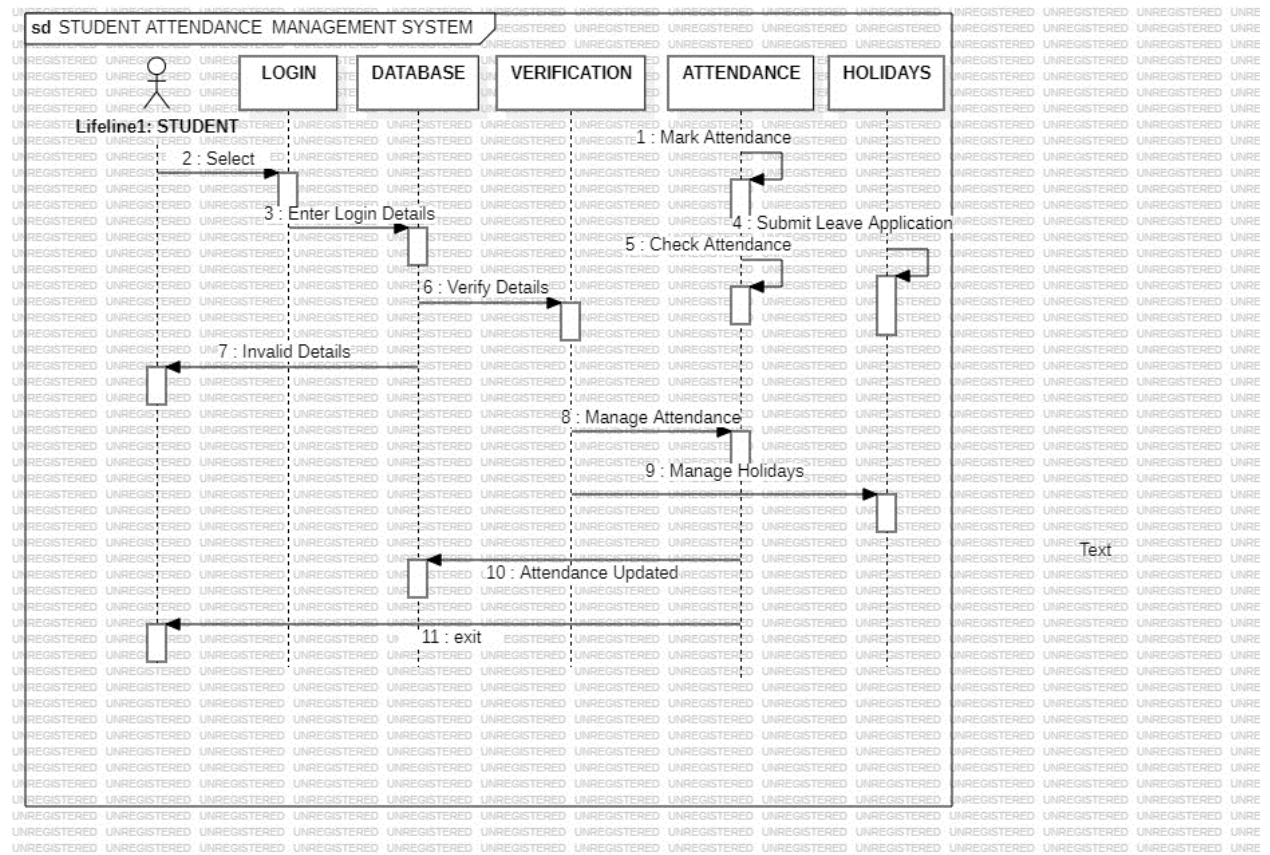 sd STUDENT ATTENDANCE MANAGEMENT SYSTEM
LOGIN
DATABASE
VERIFICATION
ATTENDANCE
HOLIDAYS
Lifeline1: STUDENT
1 : Mark Attendance
2 : Select
3 : Enter Login Details
4 : Submit Leave Application
5 : Check Attendance
6 : Verify Details
7 : Invalid Details
8 : Manage Attendance
9 : Manage Holidays
Text
10 : Attendance Updated
11 : exit
UNREGISTERED